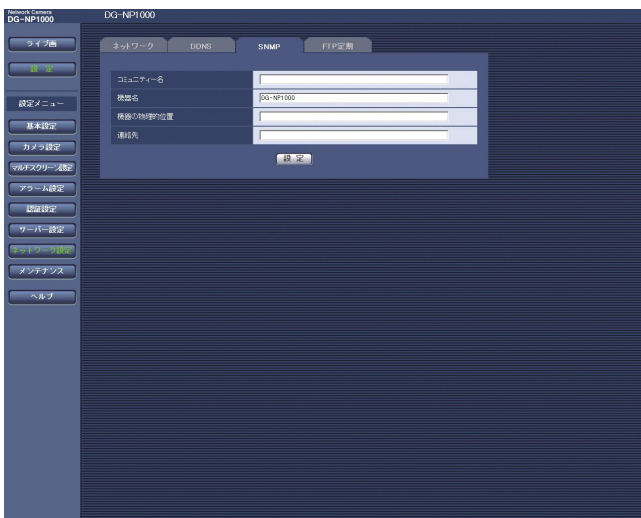 Network Camera
DG-NP1000
DG-NP1000
ライブ画
設 定
設定メニュー
基本設定
カメラ設定
マルチスクリーン設定
アラーム設定
認証設定
サーバー設定
ネットワーク設定
メンテナンス
ヘルプ
ネットワーク
DDNS
SNMP
FTP定期
コミュニティー名
機器名
DG-NP1000
機器の物理的位置
連絡先
設 定